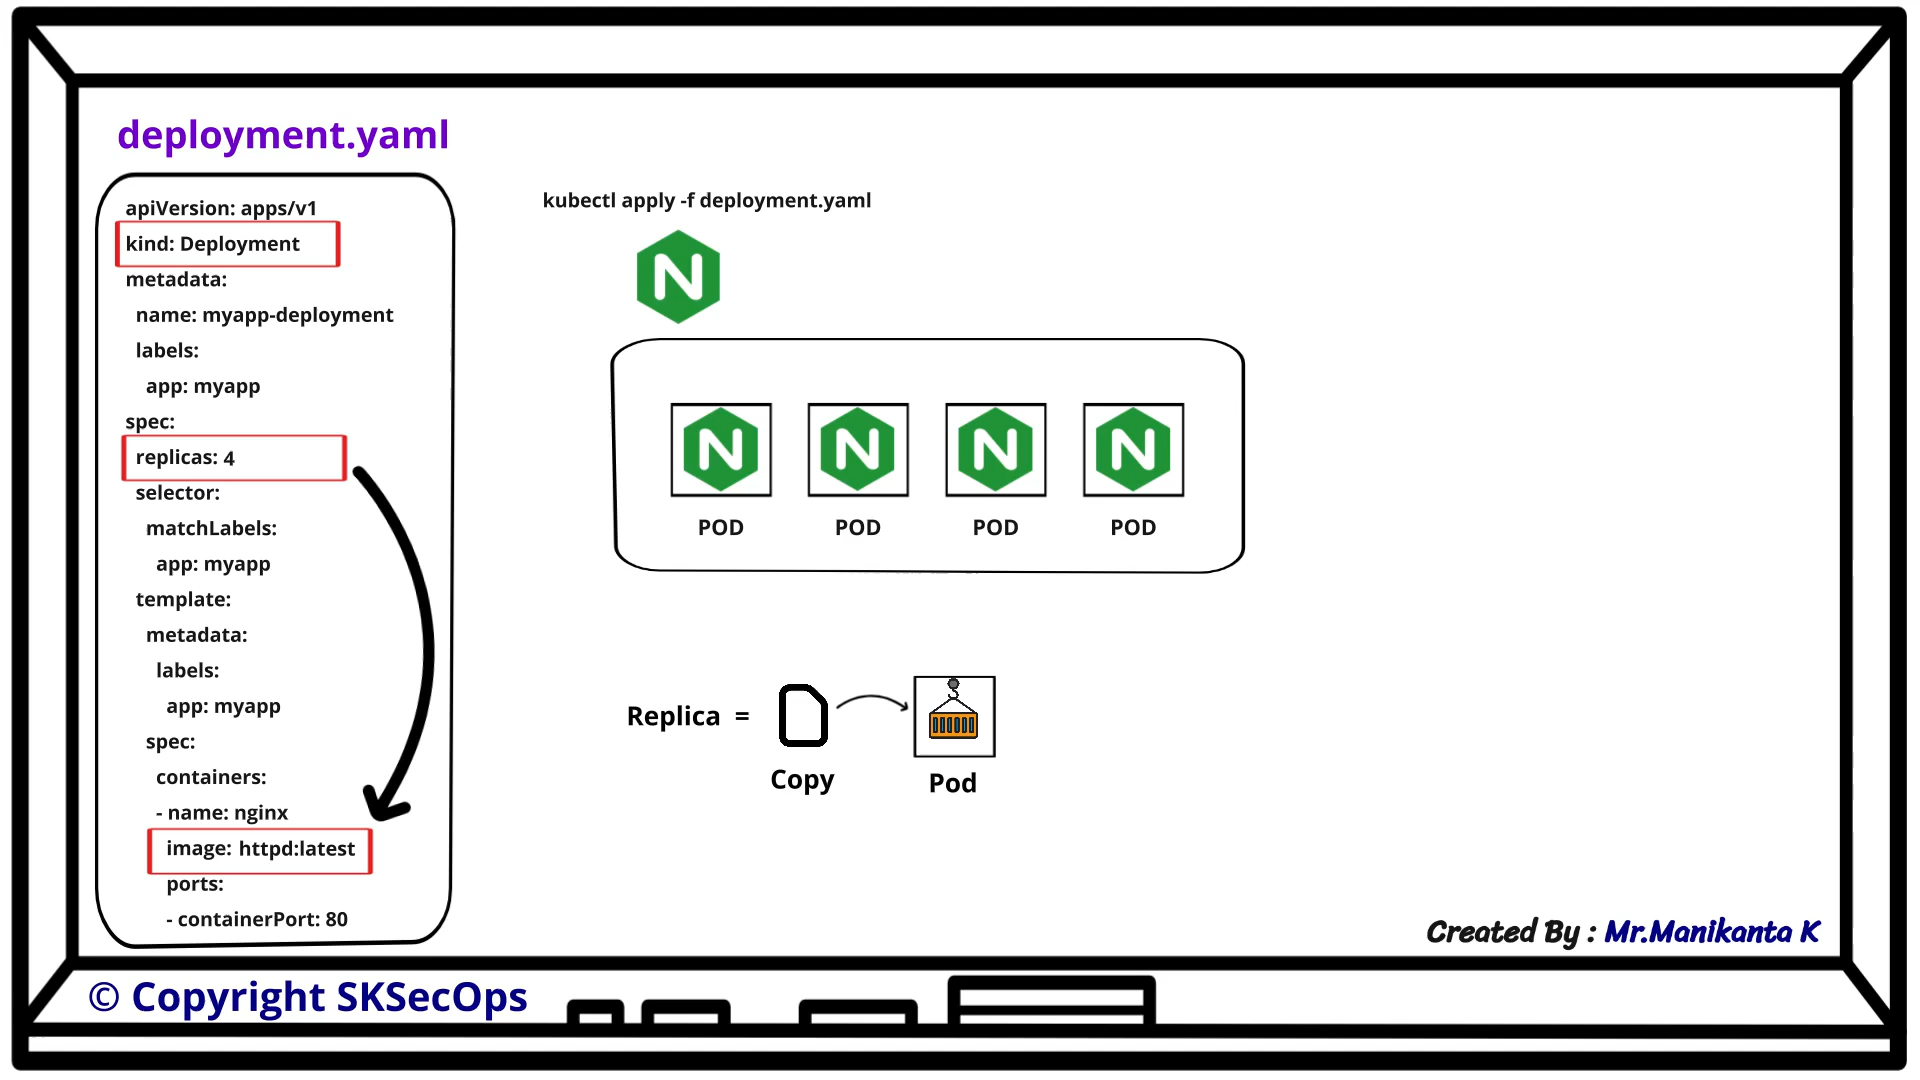 deployment.yaml
apiVersion: apps/v1
kind: Deployment
metadata:
  name: myapp-deployment
  labels:
    app: myapp
spec:
  replicas: 4
  selector:
    matchLabels:
      app: myapp
  template:
    metadata:
      labels:
        app: myapp
    spec:
      containers:
      - name: nginx
        image: httpd:latest
        ports:
        - containerPort: 80
kubectl apply -f deployment.yaml
N
N N N N
POD POD POD POD
Replica =
Copy Pod
Created By : Mr.Manikanta K
© Copyright SKSecOps